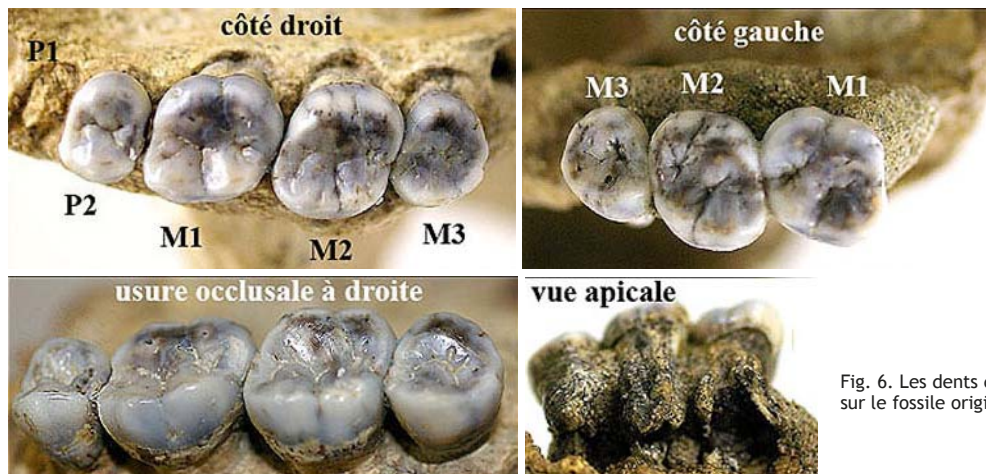 côté droit
P1
P2
M1
M2
M3
côté gauche
M3
M2
M1
usure occlusale à droite
vue apicale
Fig. 6. Les dents
sur le fossile